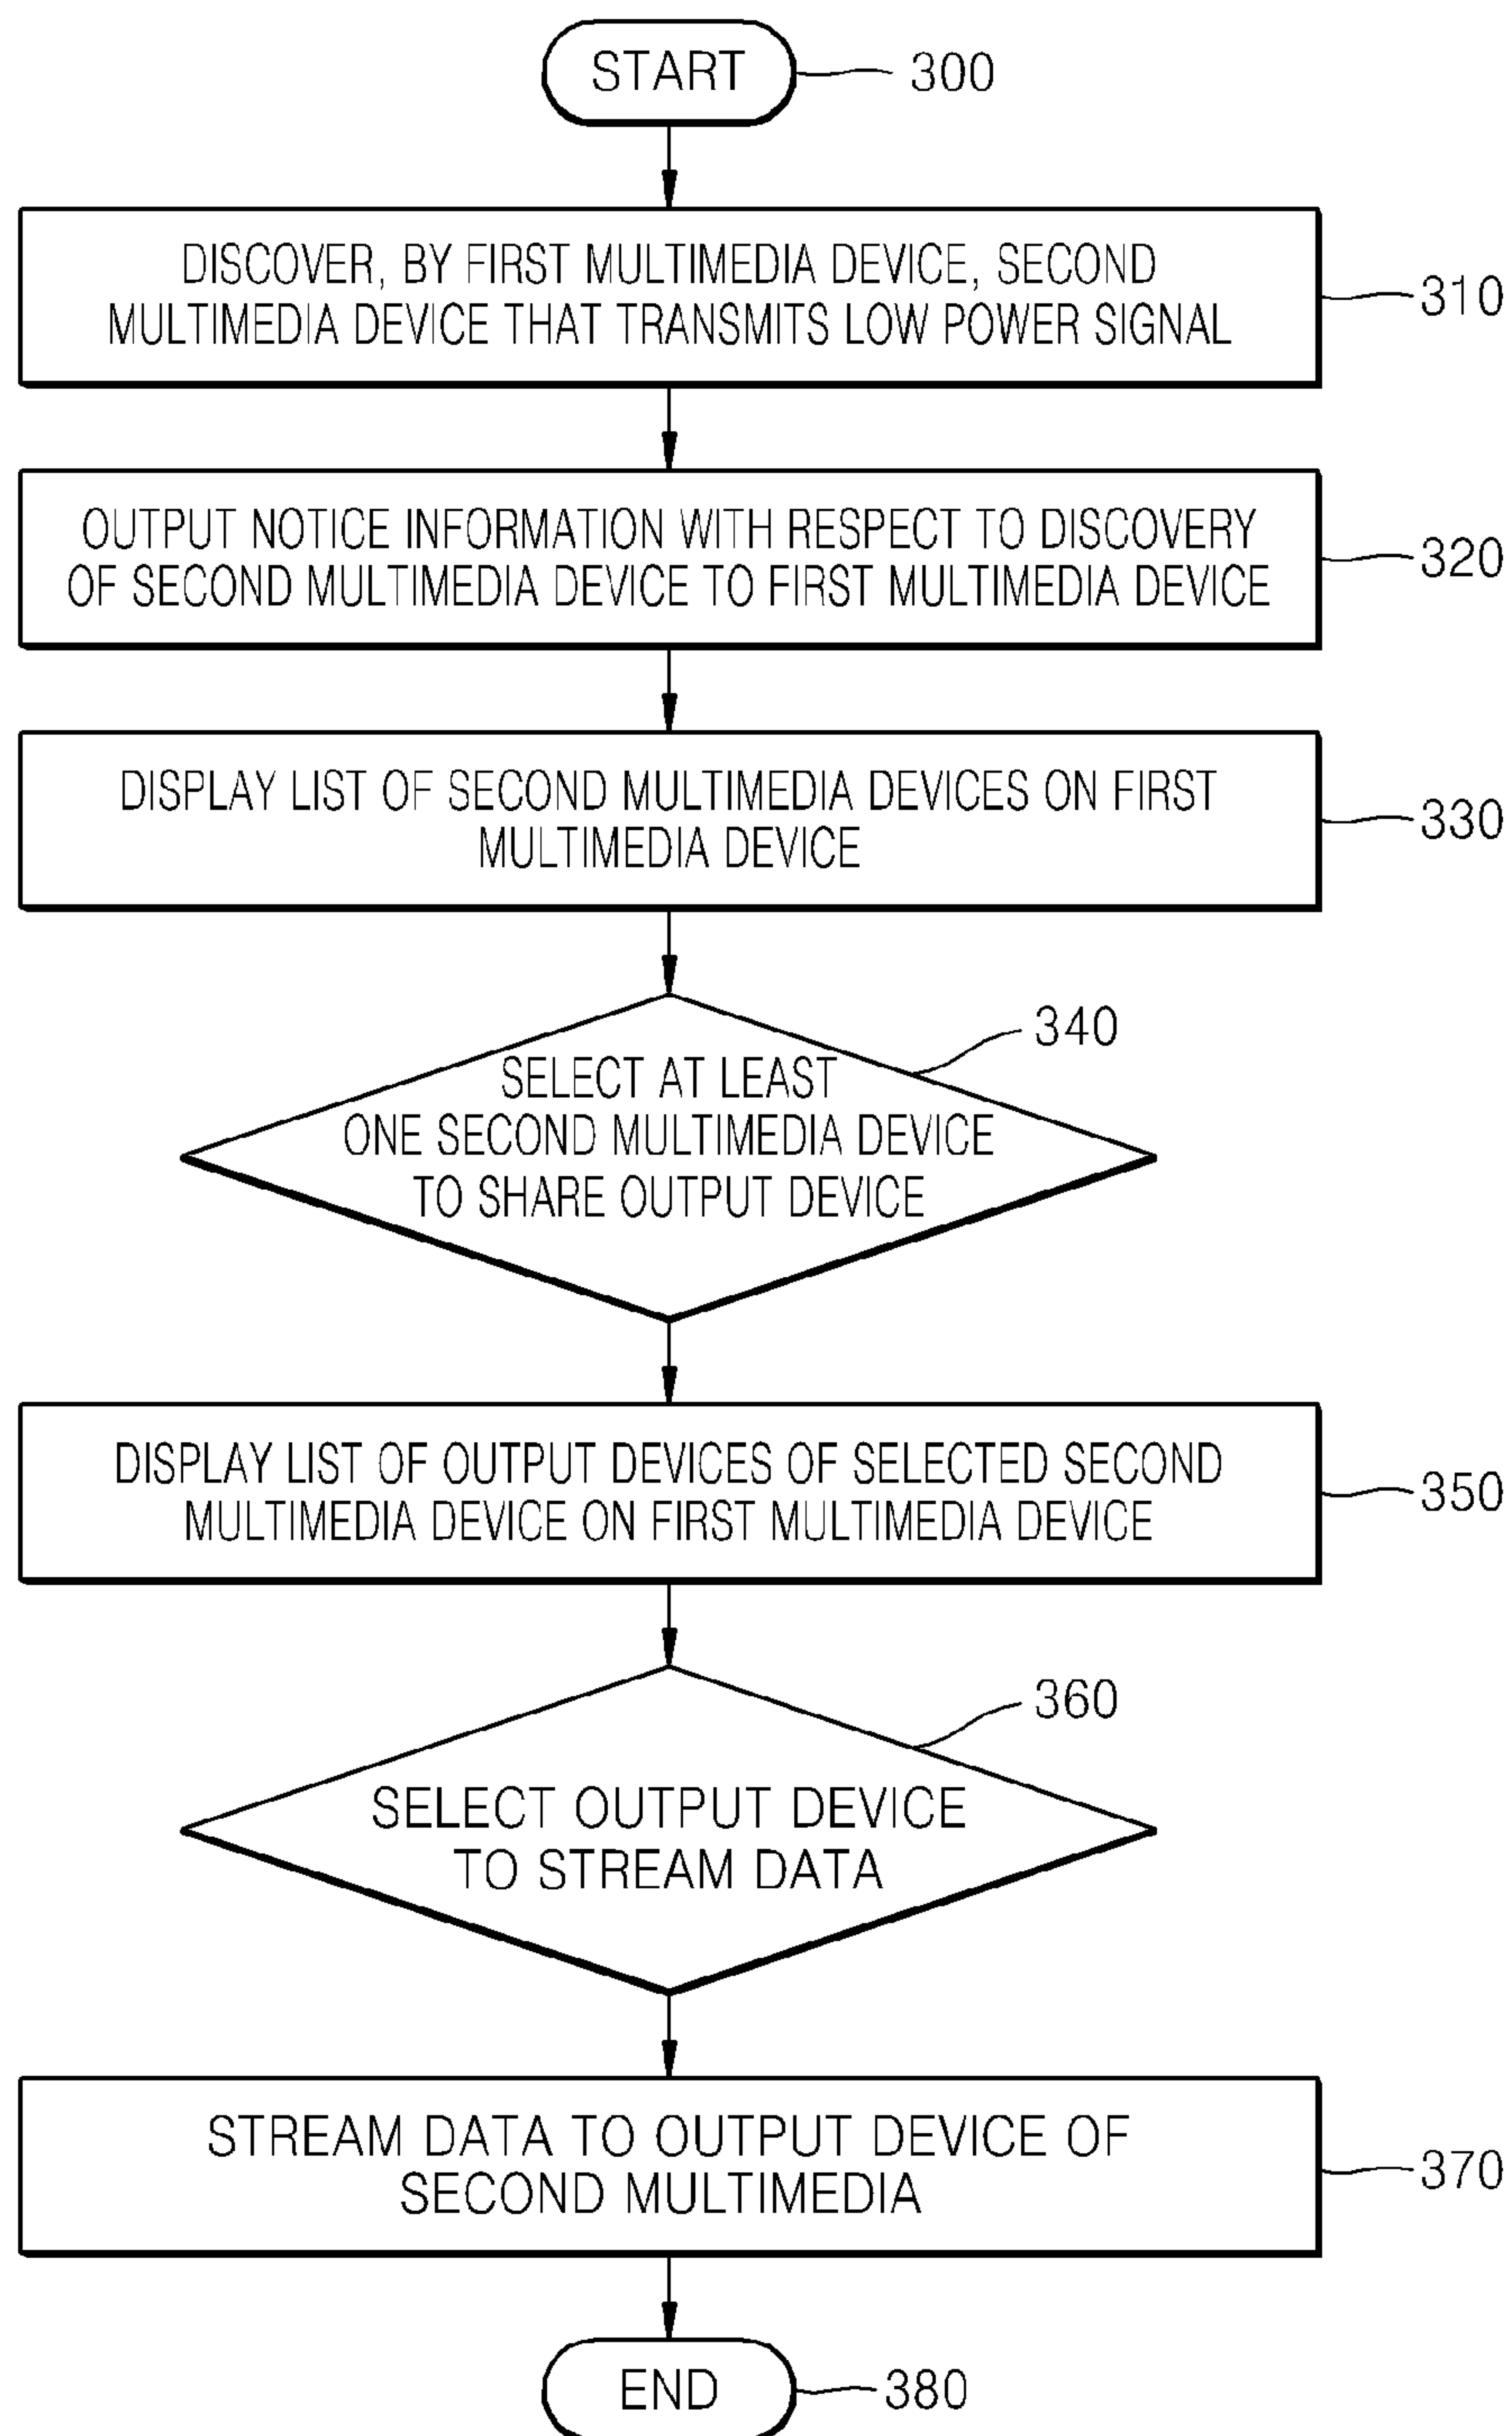 START
300
DISCOVER, BY FIRST MULTIMEDIA DEVICE, SECOND
MULTIMEDIA DEVICE THAT TRANSMITS LOW POWER SIGNAL
310
OUTPUT NOTICE INFORMATION WITH RESPECT TO DISCOVERY
OF SECOND MULTIMEDIA DEVICE TO FIRST MULTIMEDIA DEVICE
320
DISPLAY LIST OF SECOND MULTIMEDIA DEVICES ON FIRST
MULTIMEDIA DEVICE
330
340
SELECT AT LEAST
ONE SECOND MULTIMEDIA DEVICE
TO SHARE OUTPUT DEVICE
DISPLAY LIST OF OUTPUT DEVICES OF SELECTED SECOND
MULTIMEDIA DEVICE ON FIRST MULTIMEDIA DEVICE
350
360
SELECT OUTPUT DEVICE
TO STREAM DATA
STREAM DATA TO OUTPUT DEVICE OF
SECOND MULTIMEDIA
370
END
380